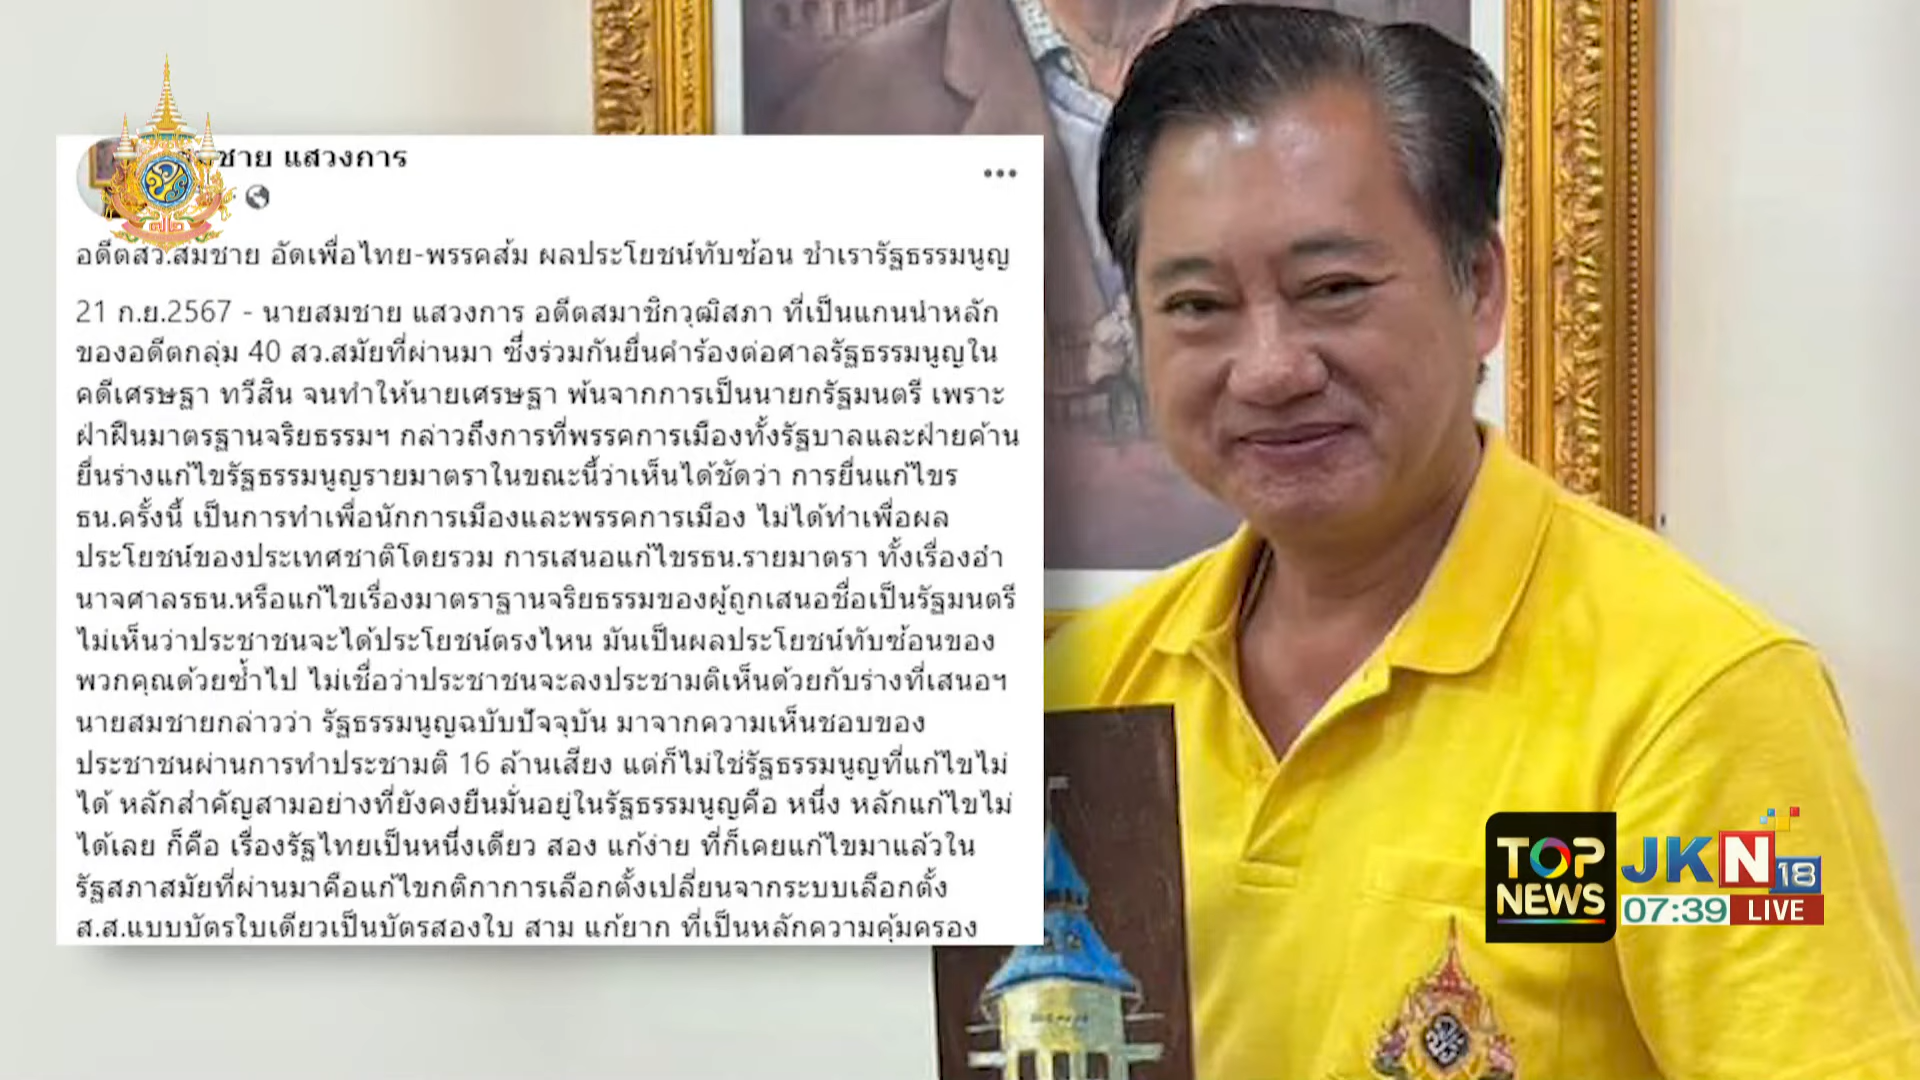 ชาย แสวงการ
อดีตสว.สมชาย อัดเพื่อไทย-พรรคส้ม ผลประโยชน์ทับซ้อน ชำเรารัฐธรรมนูญ
21 ก.ย.2567 - นายสมชาย แสวงการ อดีตสมาชิกวุฒิสภา ที่เป็นแกนนำหลัก
ของอดีตกลุ่ม 40 สว.สมัยที่ผ่านมา ซึ่งร่วมกันยื่นคำร้องต่อศาลรัฐธรรมนูญใน
คดีเศรษฐา ทวีสิน จนทำให้นายเศรษฐา พ้นจากการเป็นนายกรัฐมนตรี เพราะ
ฝ่าฝืนมาตรฐานจริยธรรมฯ กล่าวถึงการที่พรรคการเมืองทั้งรัฐบาลและฝ่ายค้าน
ยื่นร่างแก้ไขรัฐธรรมนูญรายมาตราในขณะนี้ว่าเห็นได้ชัดว่า การยื่นแก้ไขร
ธน.ครั้งนี้ เป็นการทำเพื่อนักการเมืองและพรรคการเมือง ไม่ได้ทำเพื่อผล
ประโยชน์ของประเทศชาติโดยรวม การเสนอแก้ไขรธน.รายมาตรา ทั้งเรื่องอำ
นาจศาลรธน.หรือแก้ไขเรื่องมาตราฐานจริยธรรมของผู้ถูกเสนอชื่อเป็นรัฐมนตรี
ไม่เห็นว่าประชาชนจะได้ประโยชน์ตรงไหน มันเป็นผลประโยชน์ทับซ้อนของ
พวกคุณด้วยซ้ำไป ไม่เชื่อว่าประชาชนจะลงประชามติเห็นด้วยกับร่างที่เสนอฯ
นายสมชายกล่าวว่า รัฐธรรมนูญฉบับปัจจุบัน มาจากความเห็นชอบของ
ประชาชนผ่านการทำประชามติ 16 ล้านเสียง แต่ก็ไม่ใช่รัฐธรรมนูญที่แก้ไขไม่
ได้ หลักสำคัญสามอย่างที่ยังคงยืนมั่นอยู่ในรัฐธรรมนูญคือ หนึ่ง หลักแก้ไขไม่
ได้เลย ก็คือ เรื่องรัฐไทยเป็นหนึ่งเดียว สอง แก้ง่าย ที่ก็เคยแก้ไขมาแล้วใน
รัฐสภาสมัยที่ผ่านมาคือแก้ไขกติกาการเลือกตั้งเปลี่ยนจากระบบเลือกตั้ง
ส.ส.แบบบัตรใบเดียวเป็นบัตรสองใบ สาม แก้ยาก ที่เป็นหลักความคุ้มครอง
TOP NEWS
JKN18
07:39 LIVE